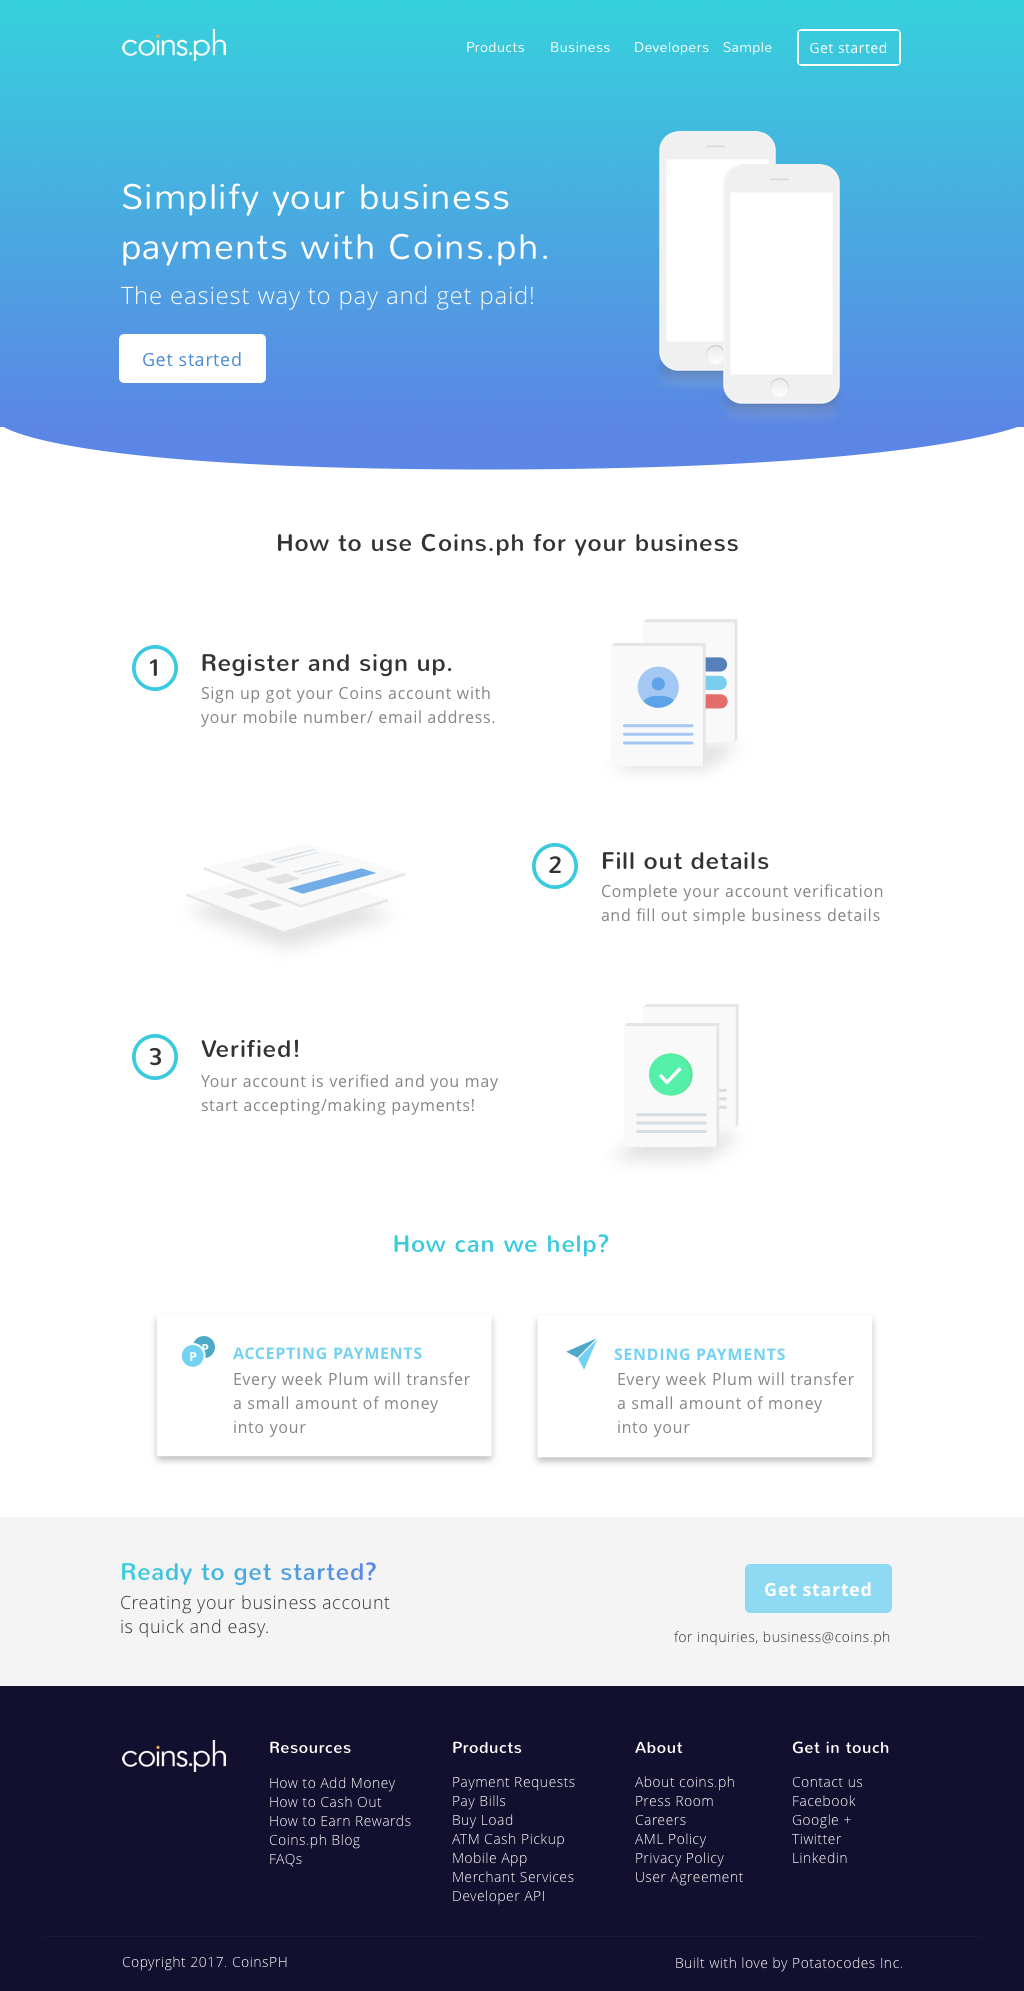 coins.ph
Products Business Developers Sample Get started
Simplify your business
payments with Coins.ph.
The easiest way to pay and get paid!
Get started
How to use Coins.ph for your business
1
Register and sign up.
Sign up got your Coins account with
your mobile number/ email address.
2
Fill out details
Complete your account verification
and fill out simple business details
3
Verified!
Your account is verified and you may
start accepting/making payments!
How can we help?
P
P
ACCEPTING PAYMENTS
Every week Plum will transfer
a small amount of money
into your
SENDING PAYMENTS
Every week Plum will transfer
a small amount of money
into your
Ready to get started?
Creating your business account
is quick and easy.
Get started
for inquiries, business@coins.ph
coins.ph
Resources
How to Add Money
How to Cash Out
How to Earn Rewards
Coins.ph Blog
FAQs
Products
Payment Requests
Pay Bills
Buy Load
ATM Cash Pickup
Mobile App
Merchant Services
Developer API
About
About coins.ph
Press Room
Careers
AML Policy
Privacy Policy
User Agreement
Get in touch
Contact us
Facebook
Google +
Tiwitter
Linkedin
Copyright 2017. CoinsPH
Built with love by Potatocodes Inc.